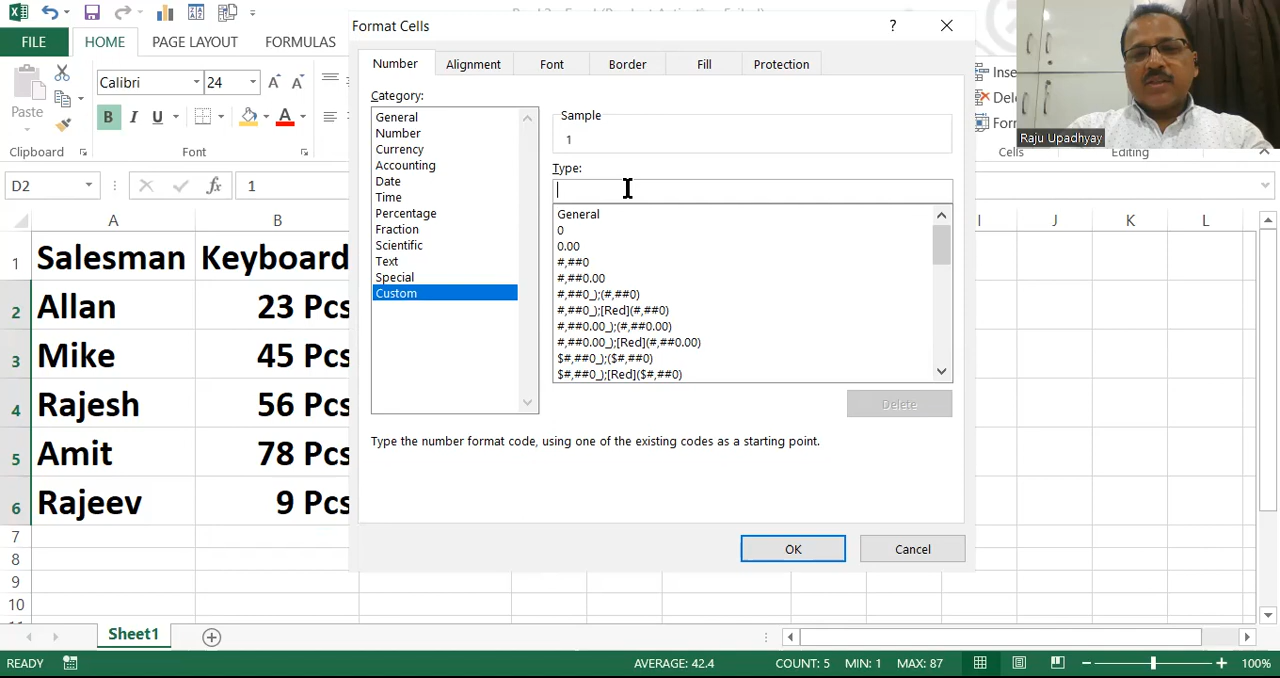 FILE HOME PAGE LAYOUT FORMULAS
Calibri 24
Paste
B I U A
Clipboard Font Cells Editing
Raju Upadhyay
D2 1
A B I J K L
1 Salesman Keyboard
2 Allan 23 Pcs
3 Mike 45 Pcs
4 Rajesh 56 Pcs
5 Amit 78 Pcs
6 Rajeev 9 Pcs
7
8
9
10
Format Cells ?
Number Alignment Font Border Fill Protection
Category:
General
Number
Currency
Accounting
Date
Time
Percentage
Fraction
Scientific
Text
Special
Custom
Sample
1
Type:
General
0
0.00
#,##0
#,##0.00
#,##0_);(#,##0)
#,##0_);[Red](#,##0)
#,##0.00_);(#,##0.00)
#,##0.00_);[Red](#,##0.00)
$#,##0_);($#,##0)
$#,##0_);[Red]($#,##0)
Delete
Type the number format code, using one of the existing codes as a starting point.
OK Cancel
Sheet1
READY AVERAGE: 42.4 COUNT: 5 MIN: 1 MAX: 87 100%